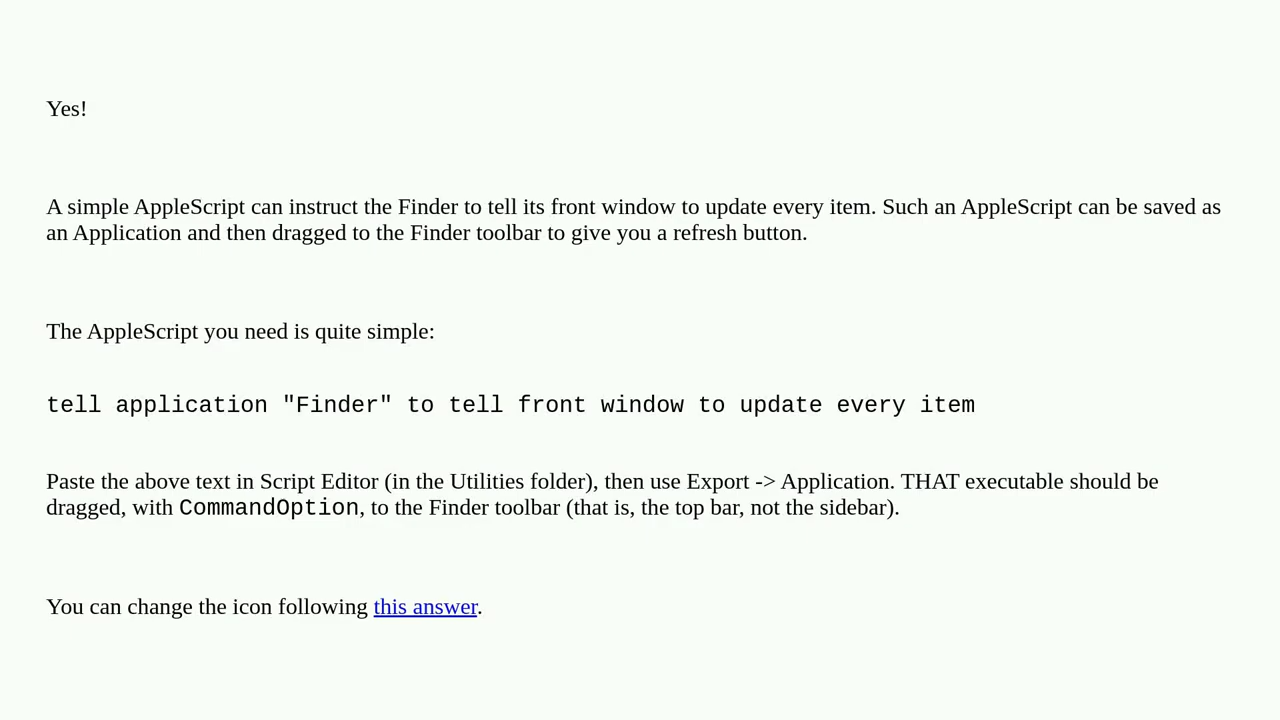 Yes!
A simple AppleScript can instruct the Finder to tell its front window to update every item. Such an AppleScript can be saved as
an Application and then dragged to the Finder toolbar to give you a refresh button.
The AppleScript you need is quite simple:
tell application "Finder" to tell front window to update every item
Paste the above text in Script Editor (in the Utilities folder), then use Export -> Application. THAT executable should be
dragged, with CommandOption, to the Finder toolbar (that is, the top bar, not the sidebar).
You can change the icon following this answer.